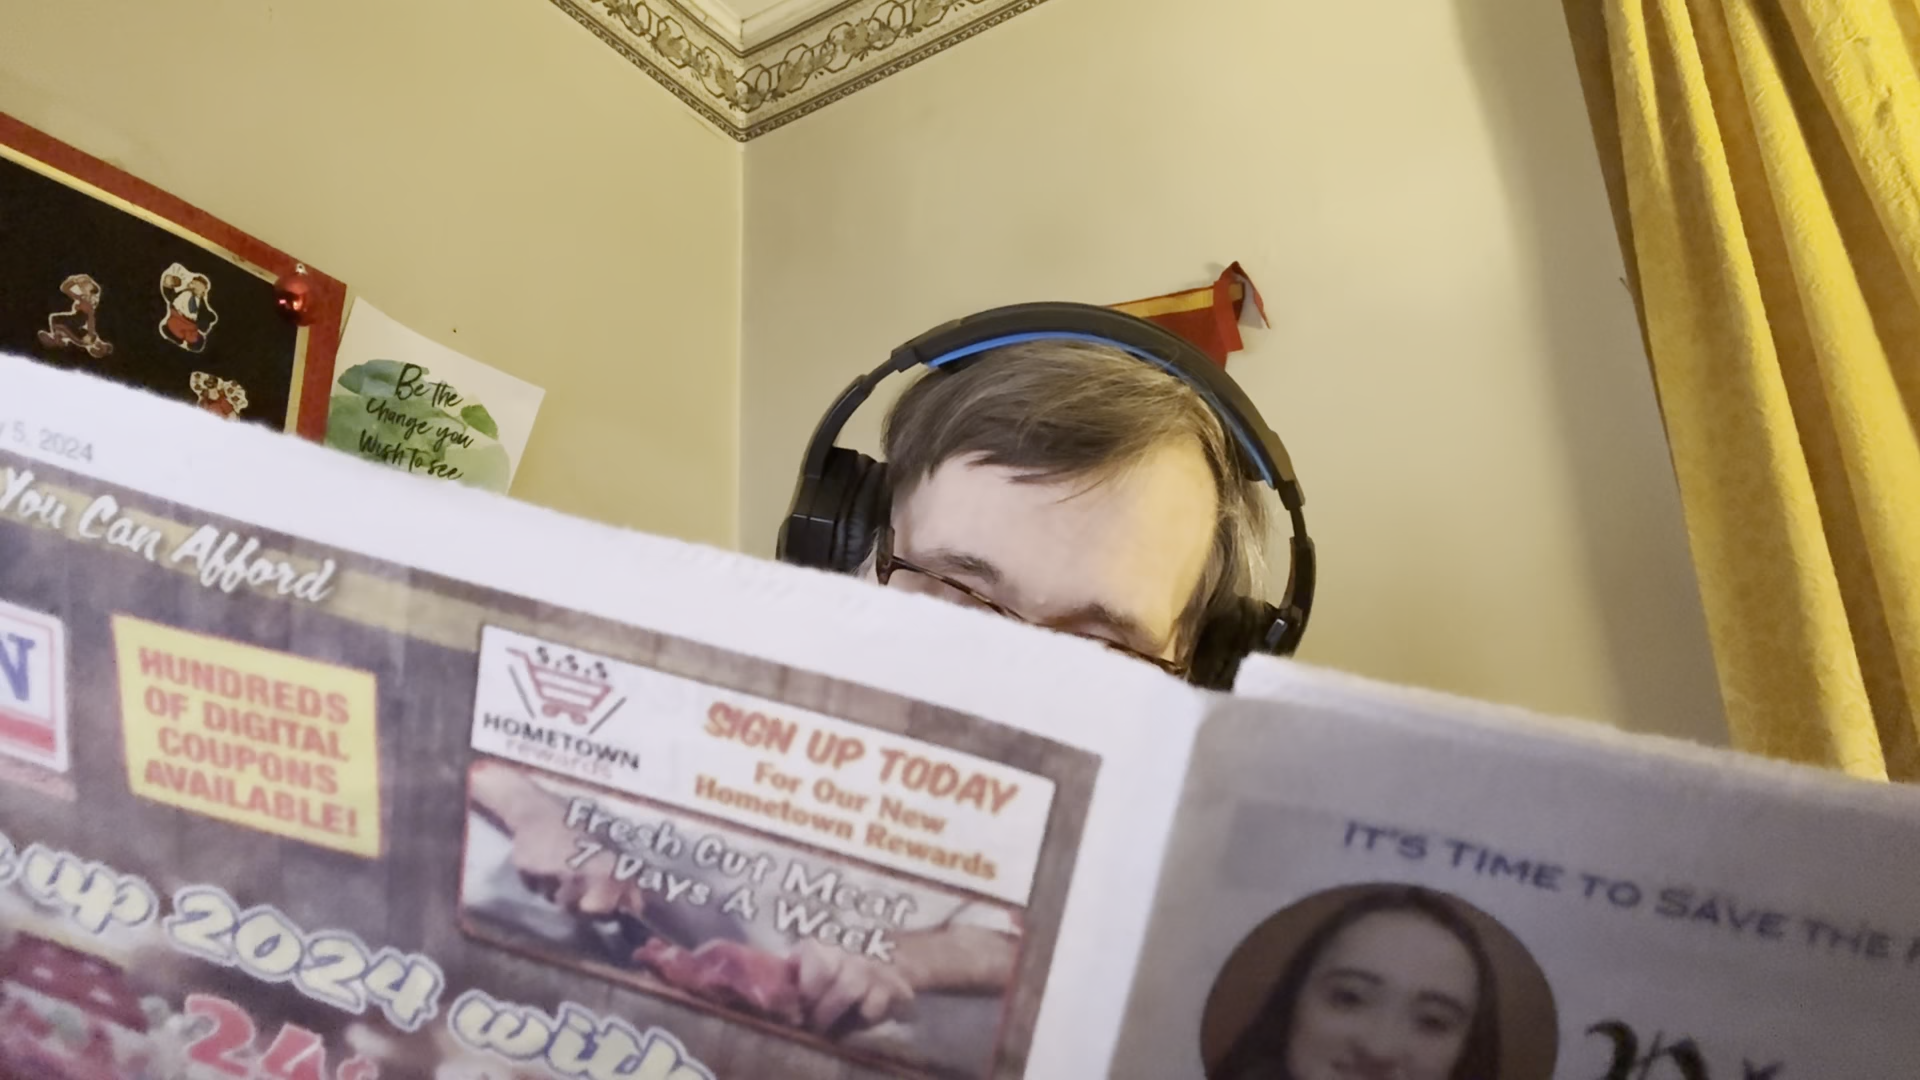 Be the
change you
Wish to see
5, 2024
You Can Afford
N
HUNDREDS
OF DIGITAL
COUPONS
AVAILABLE!
$.$.$
HOMETOWN
rewards
SIGN UP TODAY
For Our New
Hometown Rewards
Fresh Cut Meat
7 Days A Week
up 2024 with
IT'S TIME TO SAVE THE